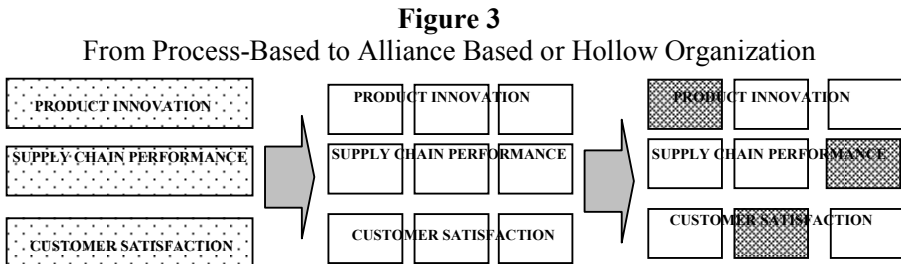 Figure 3
From Process-Based to Alliance Based or Hollow Organization
PRODUCT INNOVATION
SUPPLY CHAIN PERFORMANCE
CUSTOMER SATISFACTION
PRODUCT INNOVATION
SUPPLY CHAIN PERFORMANCE
CUSTOMER SATISFACTION
PRODUCT INNOVATION
SUPPLY CHAIN PERFORMANCE
CUSTOMER SATISFACTION